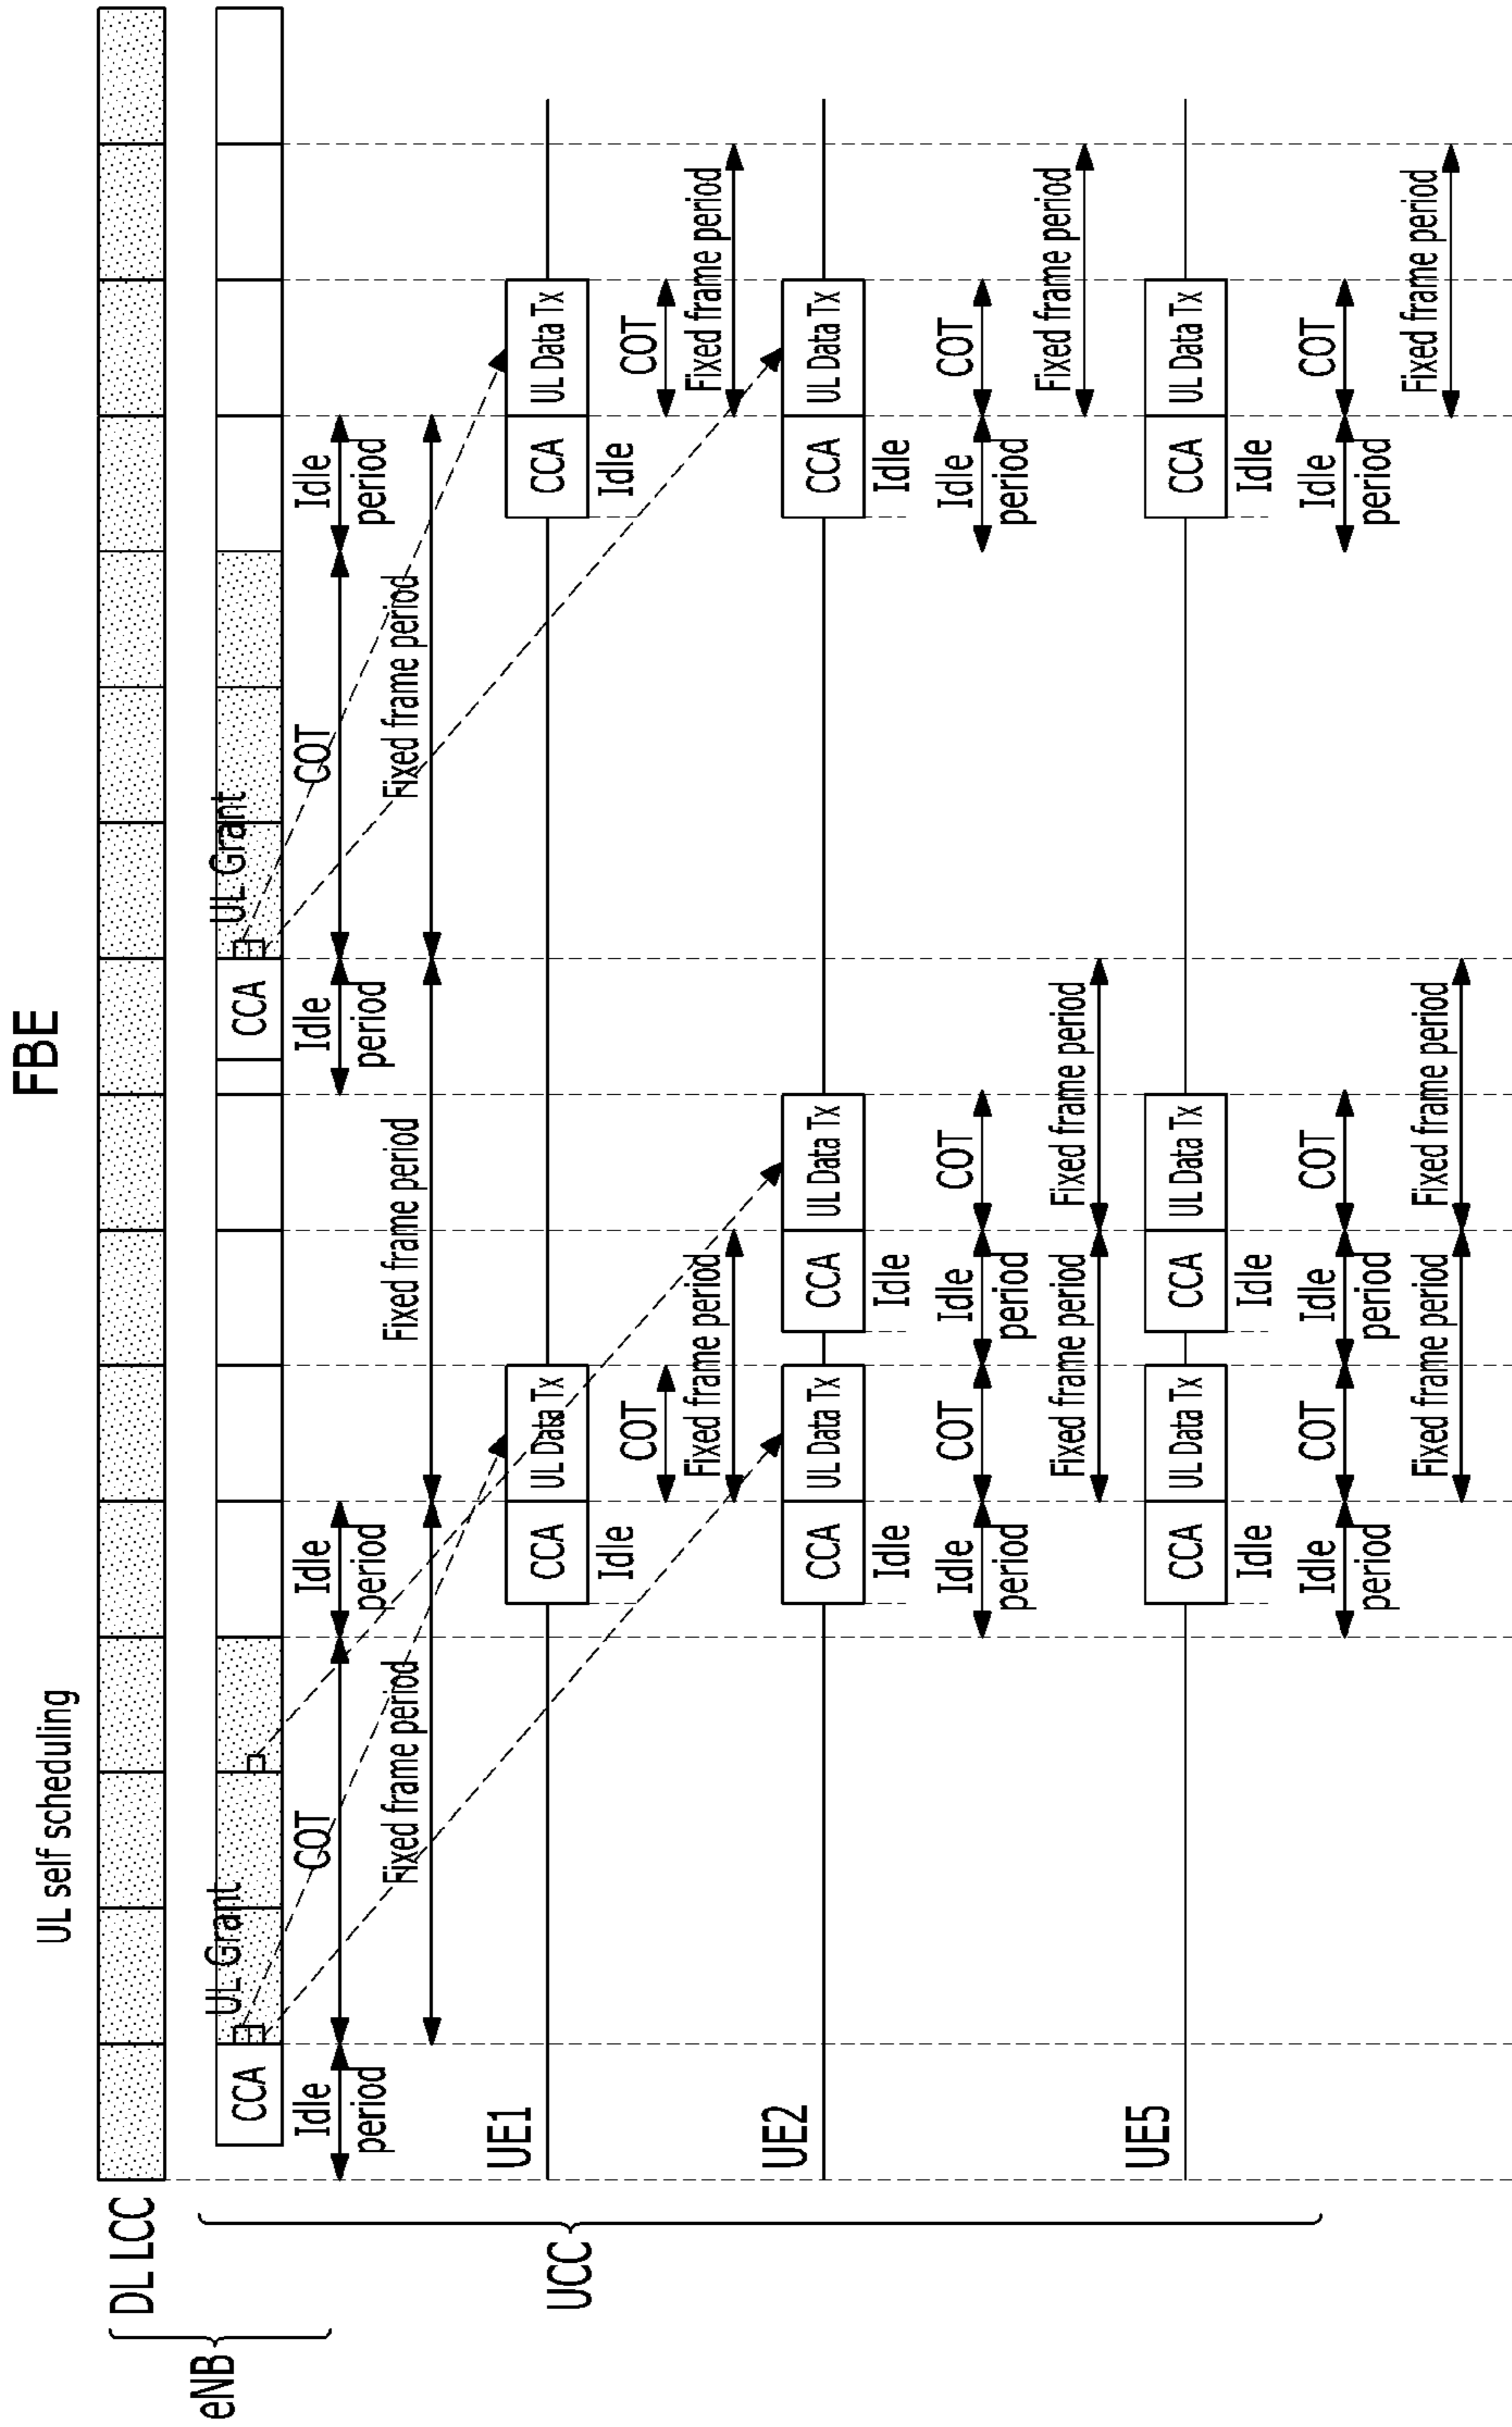 FBE
UL self scheduling
DL LCC
eNB
UCC
CCA
UL Grant
CCA
UL Grant
Idle period
COT
Idle period
Idle period
COT
Idle period
Fixed frame period
Fixed frame period
Fixed frame period
UE1
CCA
UL Data Tx
CCA
UL Data Tx
Idle
Idle
COT
COT
Fixed frame period
Fixed frame period
UE2
CCA
UL Data Tx
CCA
UL Data Tx
CCA
UL Data Tx
Idle
Idle
Idle
Idle period
COT
Idle period
COT
Idle period
COT
Fixed frame period
Fixed frame period
Fixed frame period
UE5
CCA
UL Data Tx
CCA
UL Data Tx
CCA
UL Data Tx
Idle
Idle
Idle
Idle period
COT
Idle period
COT
Idle period
COT
Fixed frame period
Fixed frame period
Fixed frame period